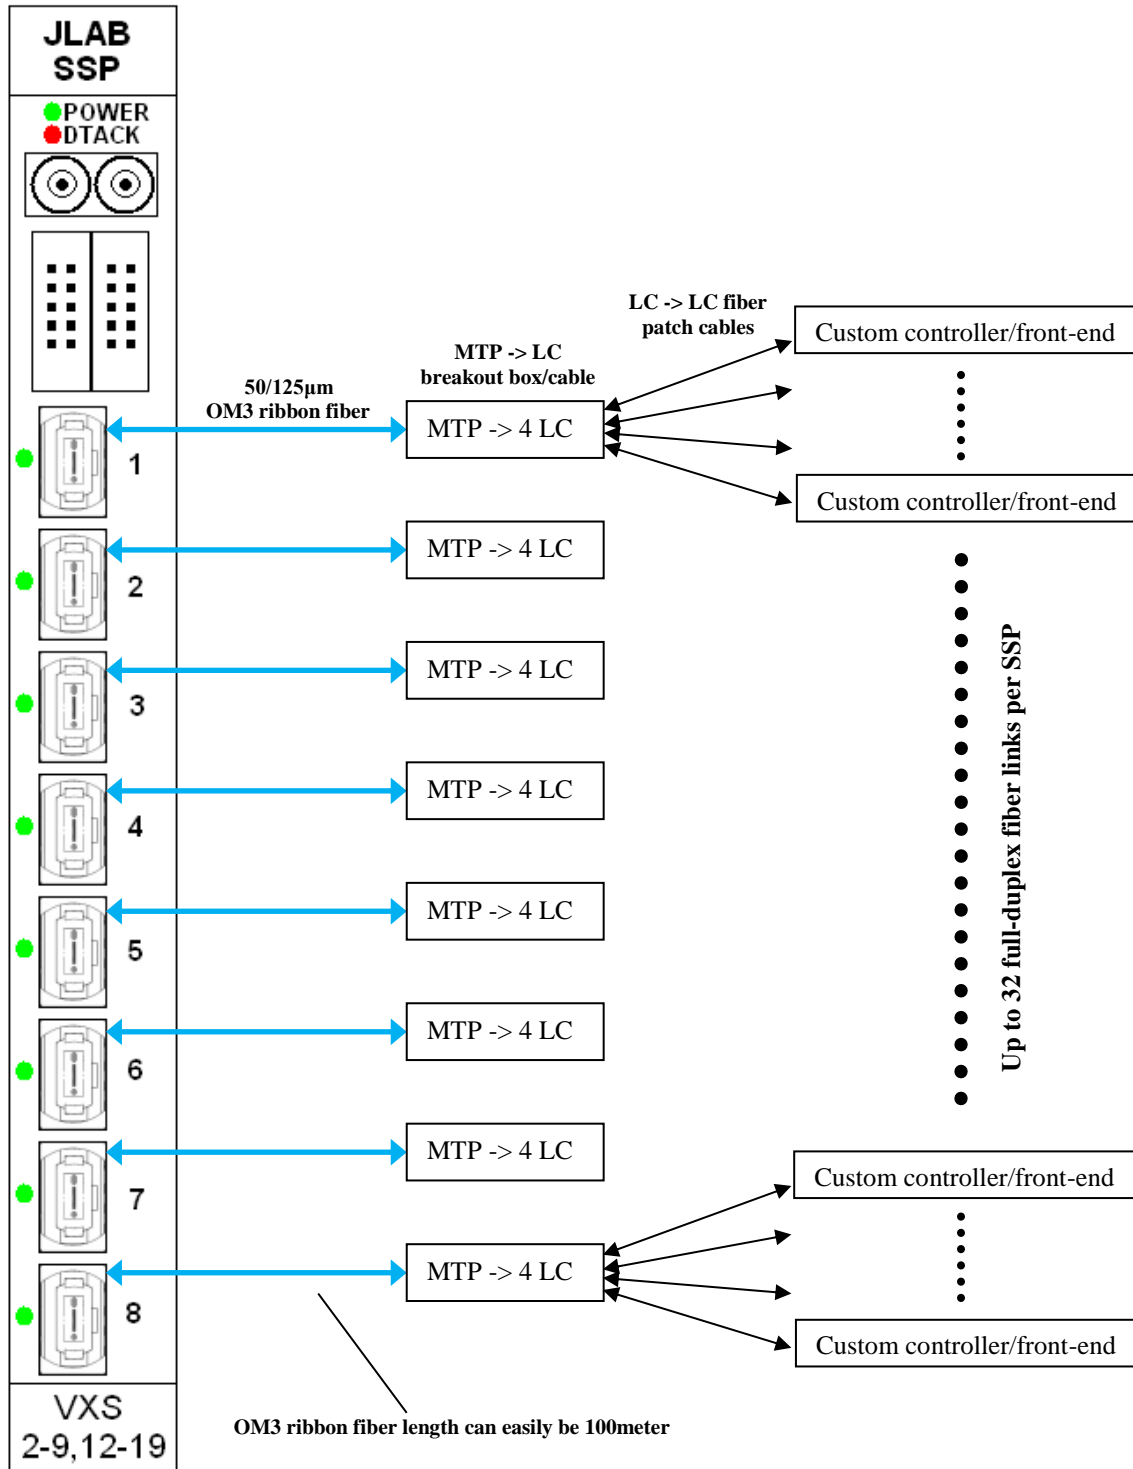 JLAB
SSP
POWER
DTACK
LC -> LC fiber
patch cables
Custom controller/front-end
MTP -> LC
breakout box/cable
50/125µm
OM3 ribbon fiber
MTP -> 4 LC
1
Custom controller/front-end
MTP -> 4 LC
2
MTP -> 4 LC
3
Up to 32 full-duplex fiber links per SSP
MTP -> 4 LC
4
MTP -> 4 LC
5
MTP -> 4 LC
6
MTP -> 4 LC
7
Custom controller/front-end
MTP -> 4 LC
8
Custom controller/front-end
OM3 ribbon fiber length can easily be 100meter
VXS
2-9,12-19